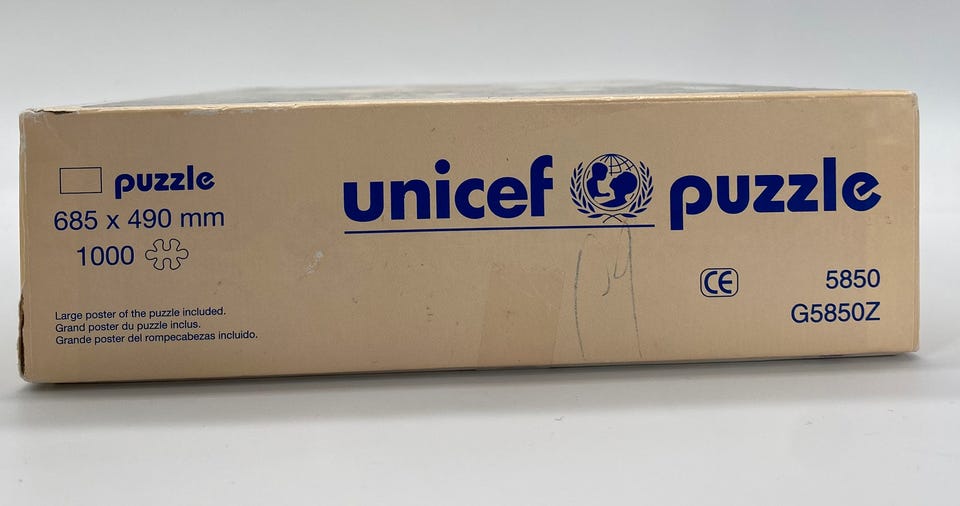 puzzle
685 x 490 mm
1000
Large poster of the puzzle included.
Grand poster du puzzle inclus.
Grande poster del rompecabezas incluido.
unicef puzzle
CE
5850
G5850Z